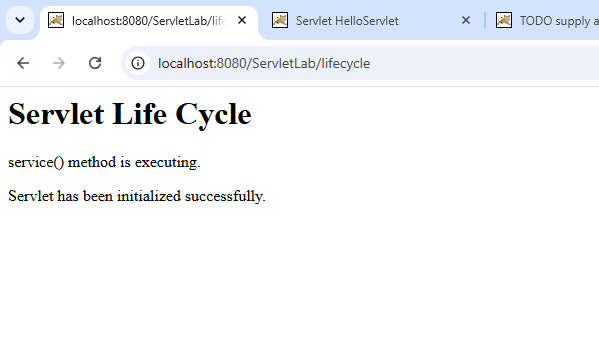 localhost:8080/ServletLab/life
Servlet HelloServlet
TODO supply a
localhost:8080/ServletLab/lifecycle
Servlet Life Cycle
service() method is executing.
Servlet has been initialized successfully.